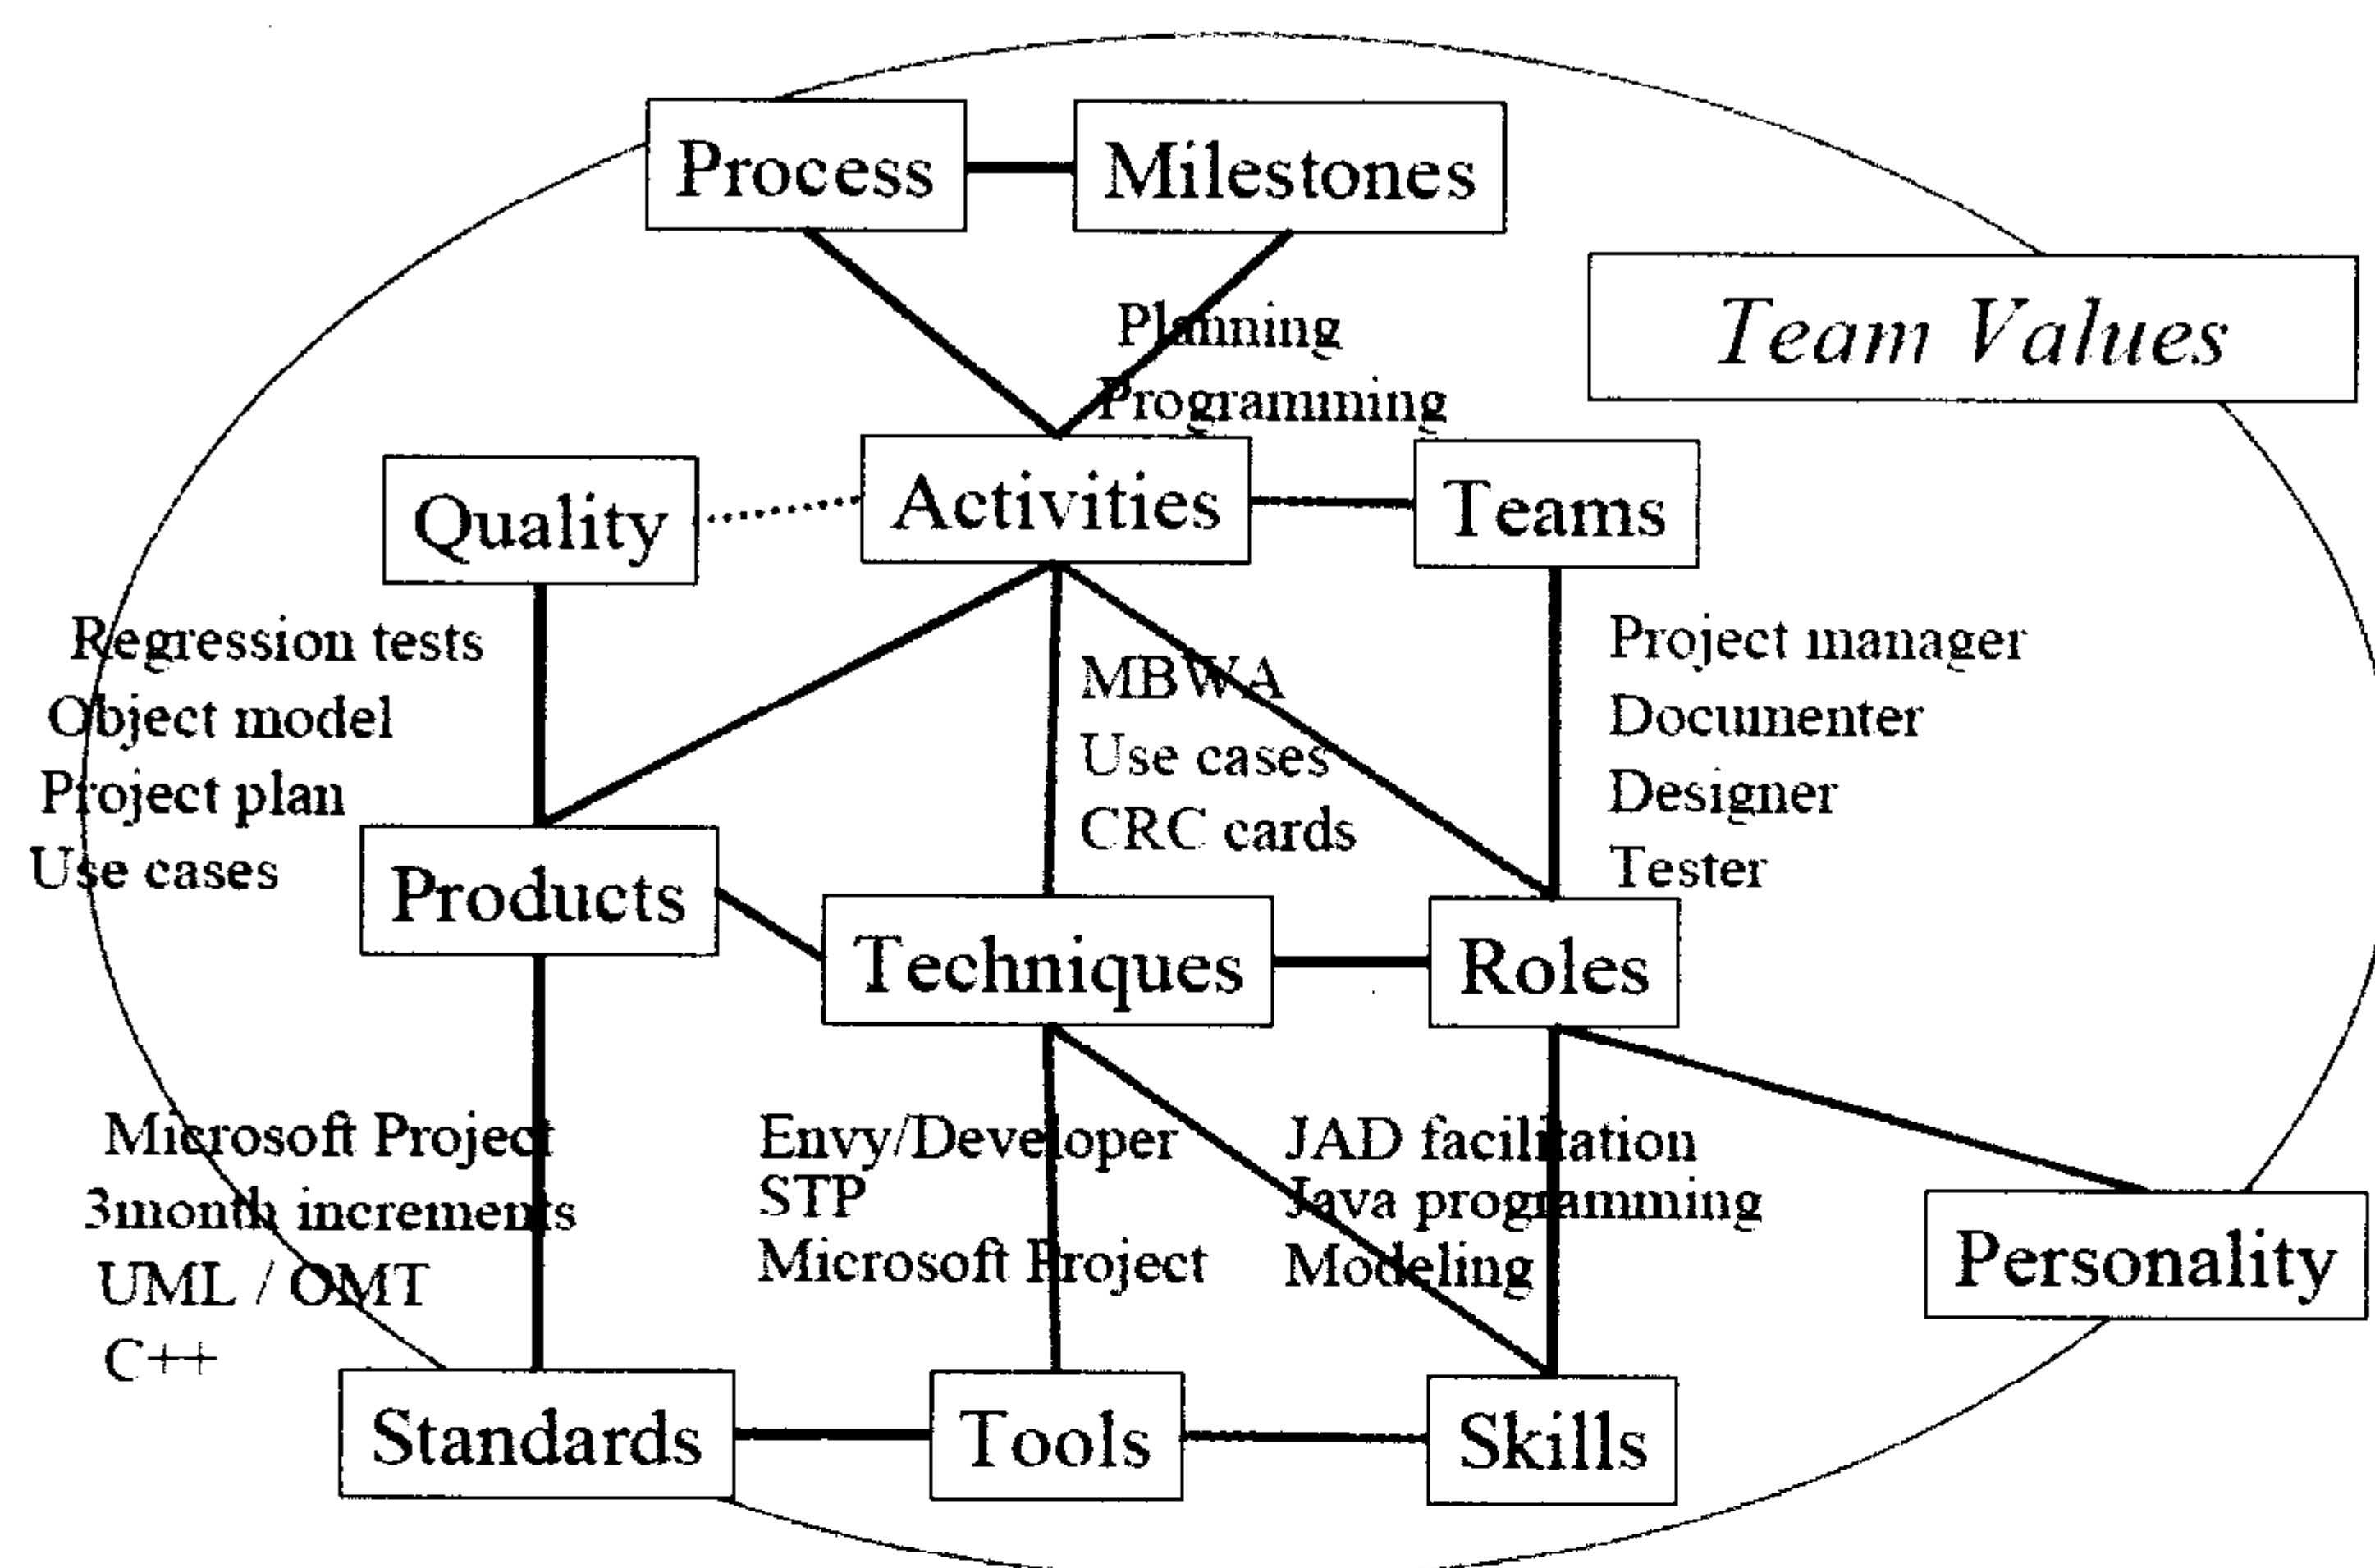 Process
Milestones
Team Values
Planning
Programming
Quality
Activities
Teams
Regression tests
Object model
Project plan
Use cases
MBWA
Use cases
CRC cards
Project manager
Documenter
Designer
Tester
Products
Techniques
Roles
Microsoft Project
3month increments
UML / OMT
C++
Envy/Developer
STP
Microsoft Project
JAD facilitation
Java programming
Modeling
Personality
Standards
Tools
Skills